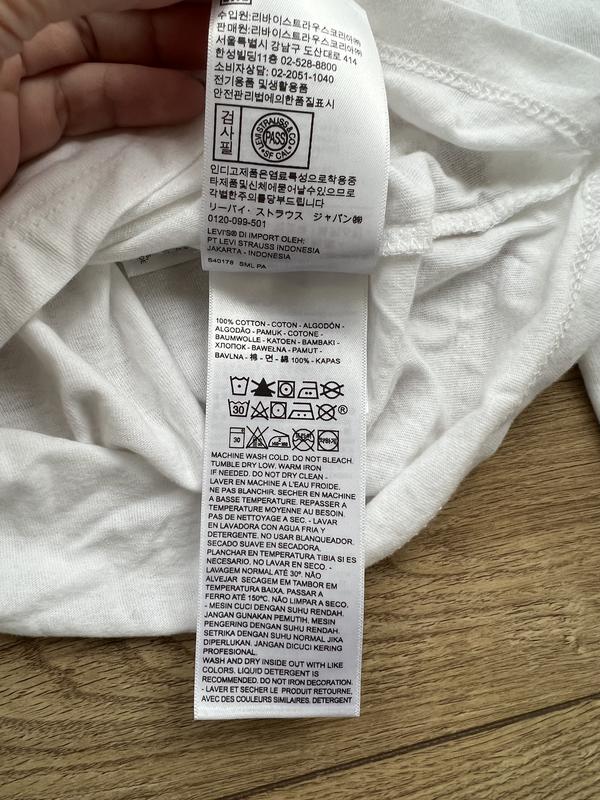 수입원:리바이스트라우스코리아㈜
판매원:리바이스트라우스코리아㈜
서울특별시 강남구 도산대로 414
한성빌딩11층 02-528-8800
소비자상담: 02-2051-1040
전기용품 및생활용품
안전관리법에의한품질표시
검사필
LEVI STRAUSS & CO
PASS
SF CAL.
인디고제품은염료특성으로착용중
타제품및신체에묻어날수있으므로
각별한주의를당부드립니다
リーバイ・ストラウス ジャパン㈱
0120-099-501
LEVI'S® DI IMPORT OLEH:
PT LEVI STRAUSS INDONESIA
JAKARTA - INDONESIA
S40178 SML PA
100% COTTON - COTON - ALGODÓN -
ALGODÃO - PAMUK - COTONE -
BAUMWOLLE - KATOEN - BAMBAKI -
ХЛОПОК - BAWEŁNA - PAMUT -
BAVLNA - 棉 - 면 - 綿 100% - KAPAS
30 ®
30
MACHINE WASH COLD. DO NOT BLEACH.
TUMBLE DRY LOW. WARM IRON
IF NEEDED. DO NOT DRY CLEAN -
LAVER EN MACHINE A L'EAU FROIDE.
NE PAS BLANCHIR. SECHER EN MACHINE
A BASSE TEMPERATURE. REPASSER A
TEMPERATURE MOYENNE AU BESOIN.
PAS DE NETTOYAGE A SEC. - LAVAR
EN LAVADORA CON AGUA FRIA Y
DETERGENTE. NO USAR BLANQUEADOR.
SECADO SUAVE EN SECADORA.
PLANCHAR EN TEMPERATURA TIBIA SI ES
NECESARIO. NO LAVAR EN SECO. -
LAVAGEM NORMAL ATÉ 30º. NÃO
ALVEJAR SECAGEM EM TAMBOR EM
TEMPERATURA BAIXA. PASSAR A
FERRO ATÉ 150ºC. NÃO LIMPAR A SECO.
- MESIN CUCI DENGAN SUHU RENDAH.
JANGAN GUNAKAN PEMUTIH. MESIN
PENGERING DENGAN SUHU RENDAH.
SETRIKA DENGAN SUHU NORMAL JIKA
DIPERLUKAN. JANGAN DICUCI KERING
PROFESIONAL.
WASH AND DRY INSIDE OUT WITH LIKE
COLORS. LIQUID DETERGENT IS
RECOMMENDED. DO NOT IRON DECORATION.
- LAVER ET SECHER LE PRODUIT RETOURNE,
AVEC DES COULEURS SIMILAIRES. DETERGENT